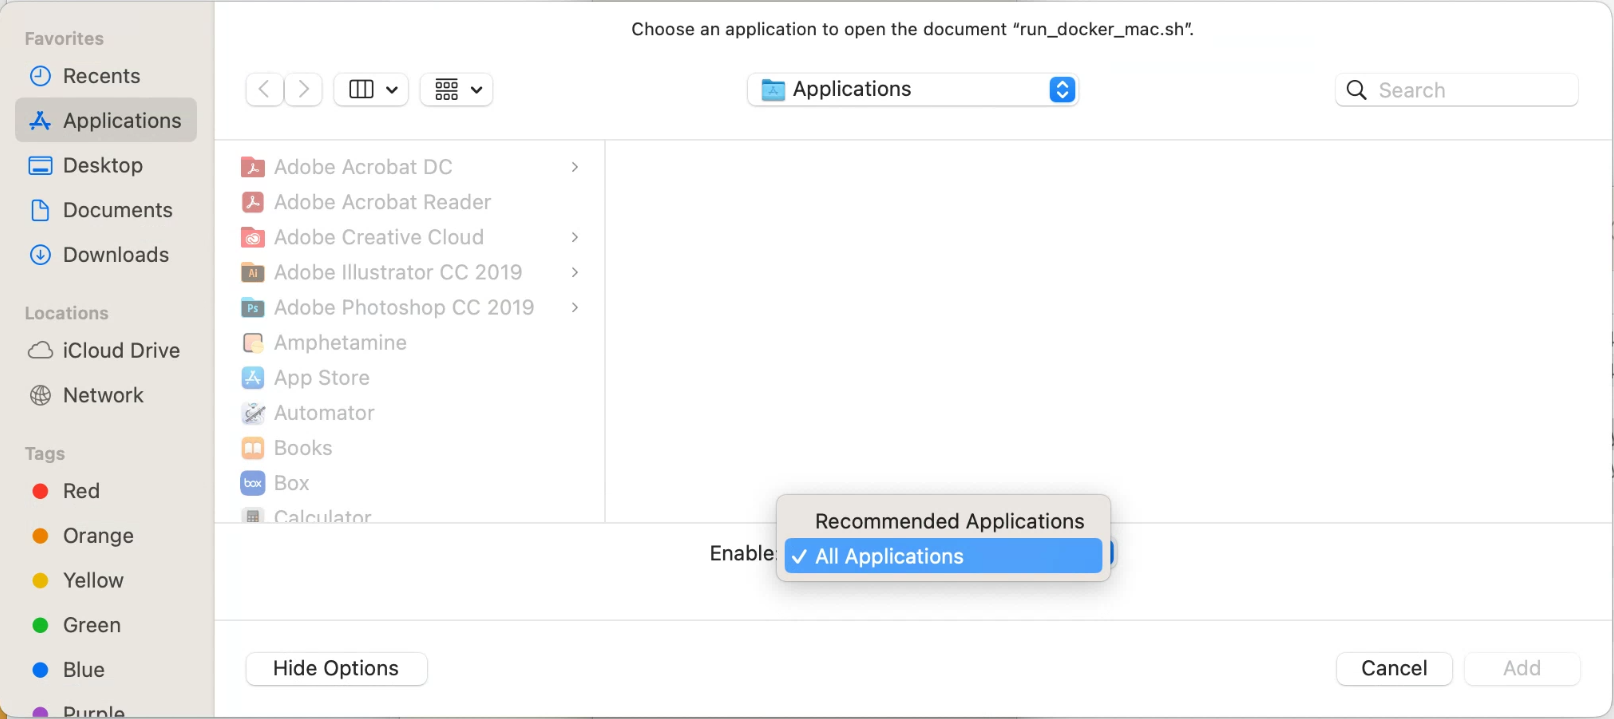 Choose an application to open the document “run_docker_mac.sh”.
Favorites
Recents
Applications
Desktop
Documents
Downloads
Locations
iCloud Drive
Network
Tags
Red
Orange
Yellow
Green
Blue
Purple
Applications
Search
Adobe Acrobat DC
Adobe Acrobat Reader
Adobe Creative Cloud
Ai Adobe Illustrator CC 2019
Ps Adobe Photoshop CC 2019
Amphetamine
App Store
Automator
Books
box Box
Calculator
Enable:
Recommended Applications
✓ All Applications
Hide Options
Cancel
Add